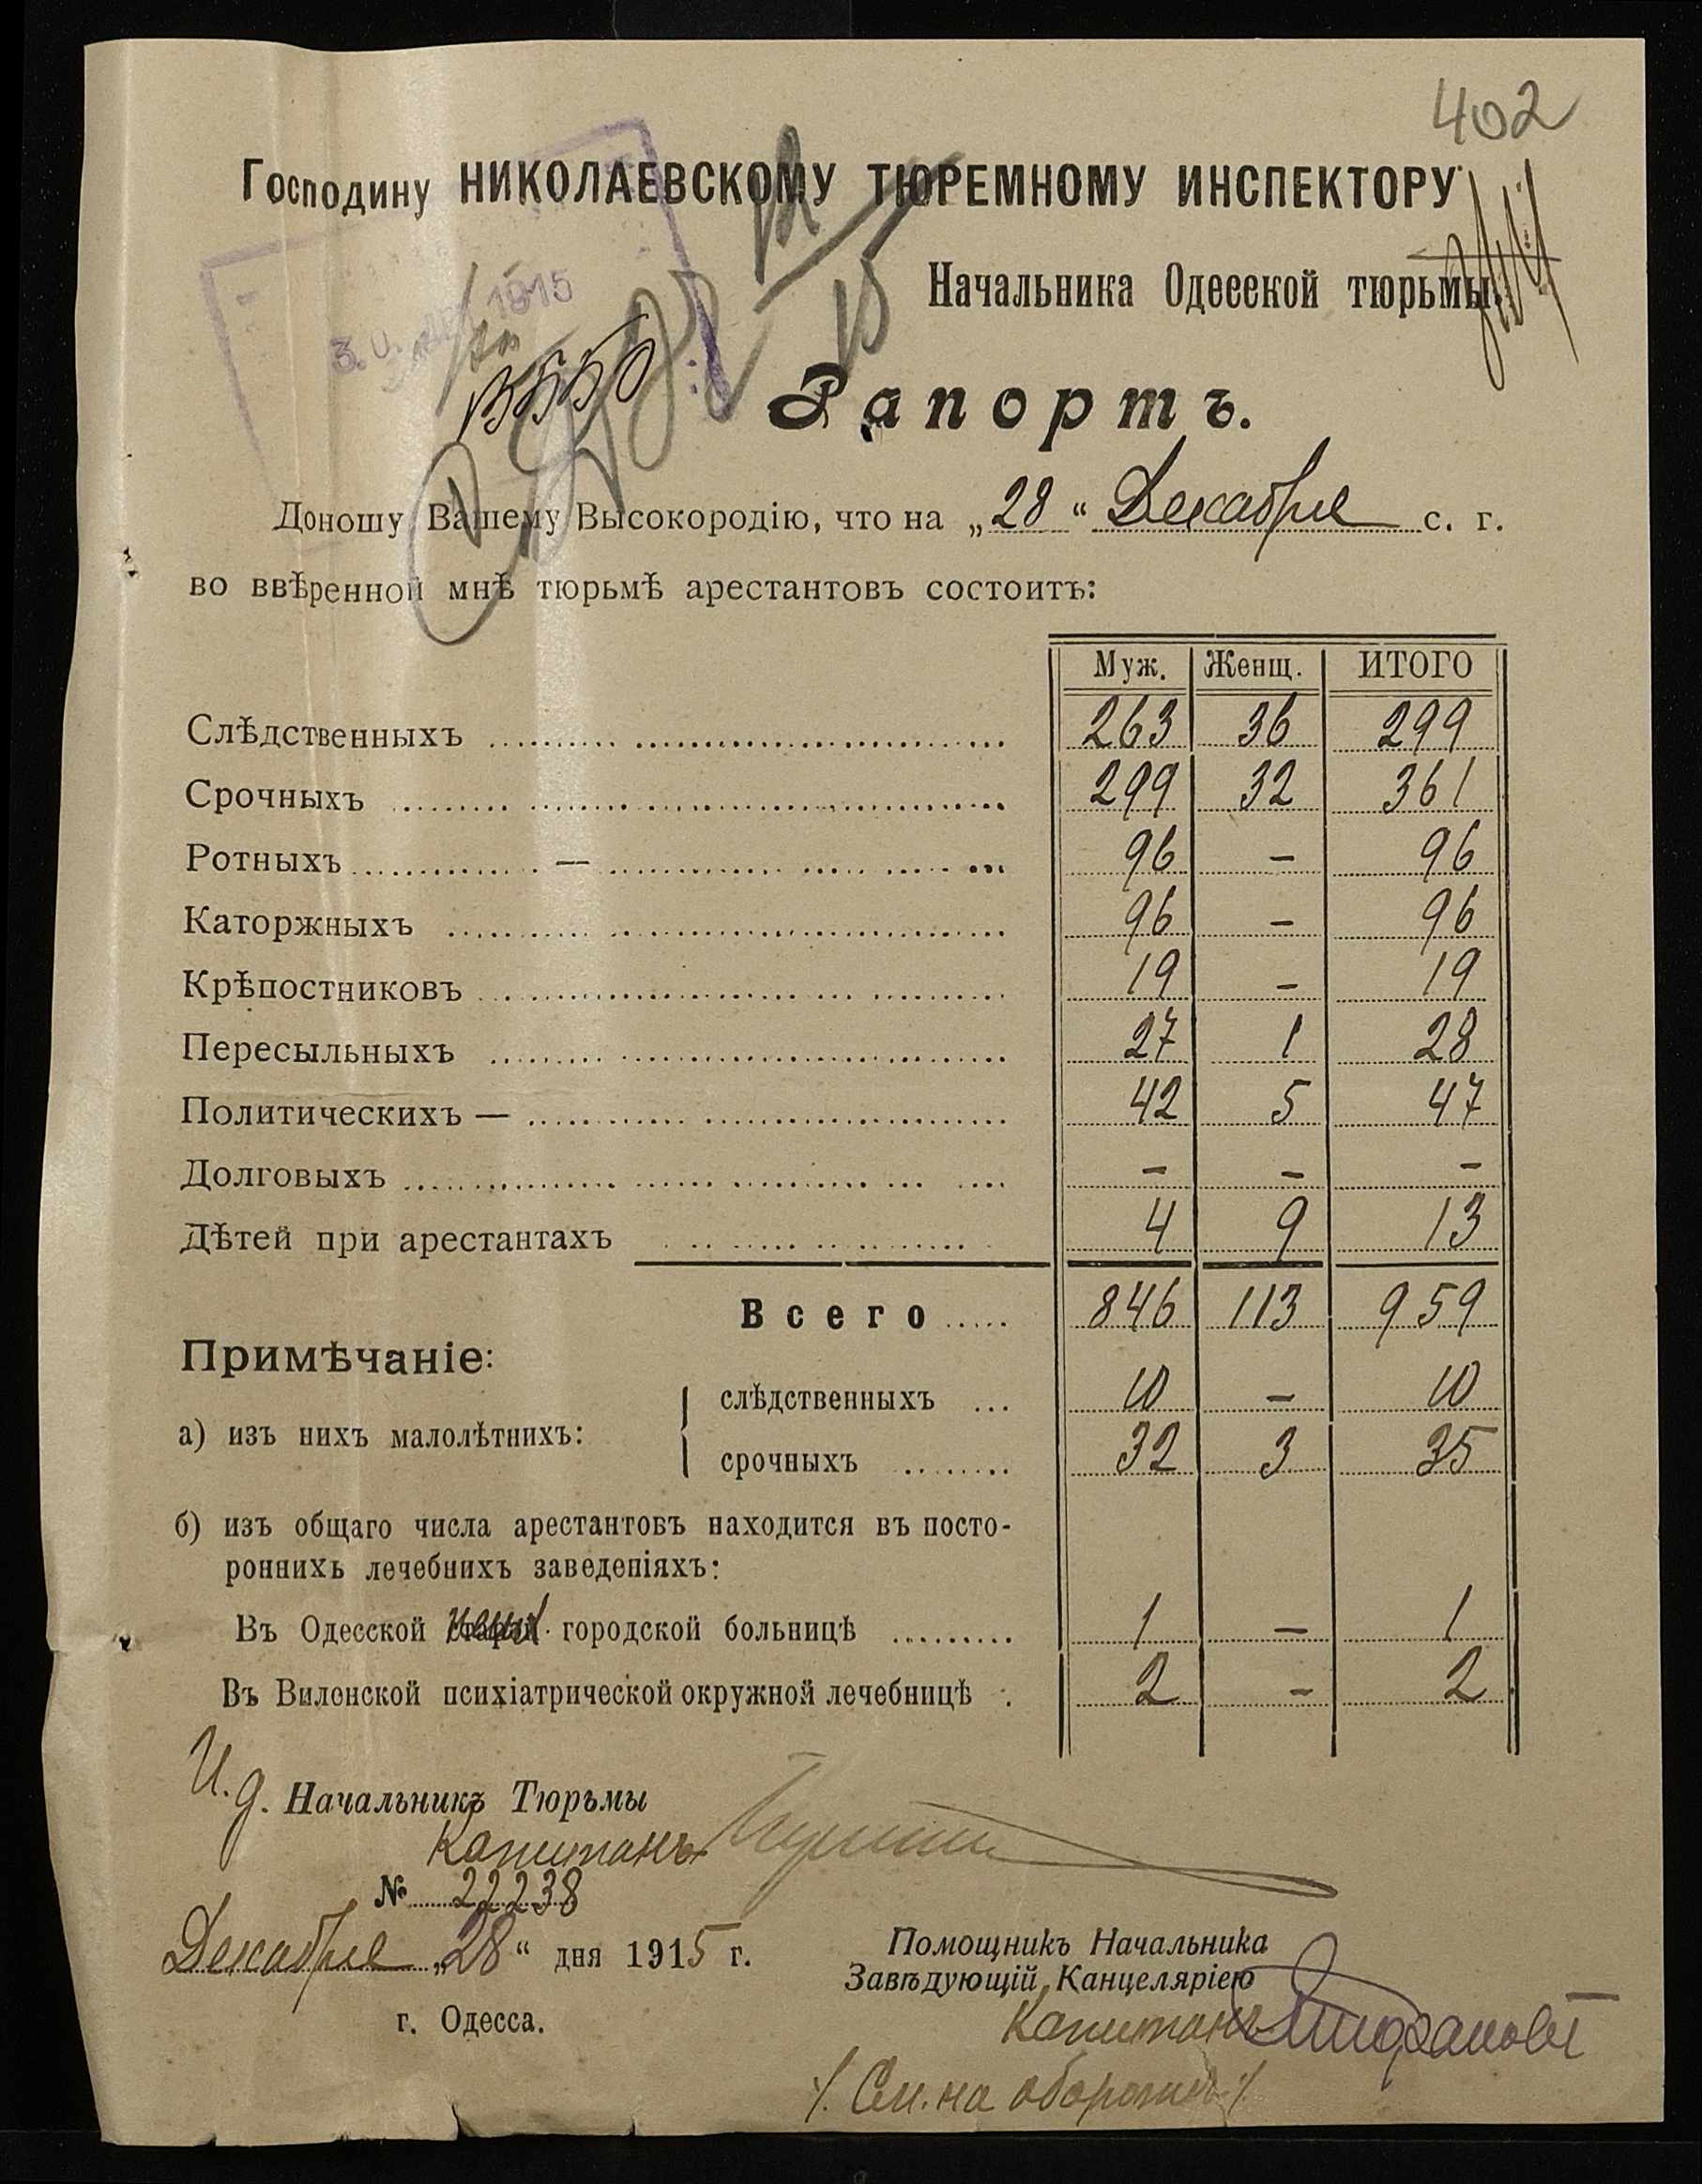 402
Господину НИКОЛАЕВСКОМУ ТЮРЕМНОМУ ИНСПЕКТОРУ
Начальника Одесской тюрьмы.
1915
Рапортъ.
Доношу Вашему Высокородію, что на „28“ Декабря с. г.
во ввѣренной мнѣ тюрьмѣ арестантовъ состоитъ:
Муж. Женщ. ИТОГО
Слѣдственныхъ 263 36 299
Срочныхъ 299 32 361
Ротныхъ — 96 - 96
Каторжныхъ 96 - 96
Крѣпостниковъ 19 - 19
Пересыльныхъ 27 1 28
Политическихъ — 42 5 47
Долговыхъ - - -
Дѣтей при арестантахъ 4 9 13
Всего 846 113 959
Примѣчаніе:
а) изъ нихъ малолѣтнихъ:
слѣдственныхъ 10 - 10
срочныхъ 32 3 35
б) изъ общаго числа арестантовъ находится въ посто-
роннихъ лечебнихъ заведеніяхъ:
Въ Одесской городской больницѣ 1 - 1
Въ Виленской психіатрической окружной лечебницѣ 2 - 2
И. д. Начальникъ Тюрьмы
Капитанъ
№ 22238
Декабря „28“ дня 1915 г.
г. Одесса.
Помощникъ Начальника
Завѣдующій Канцеляріею
Капитанъ
/. См. на оборотѣ /.